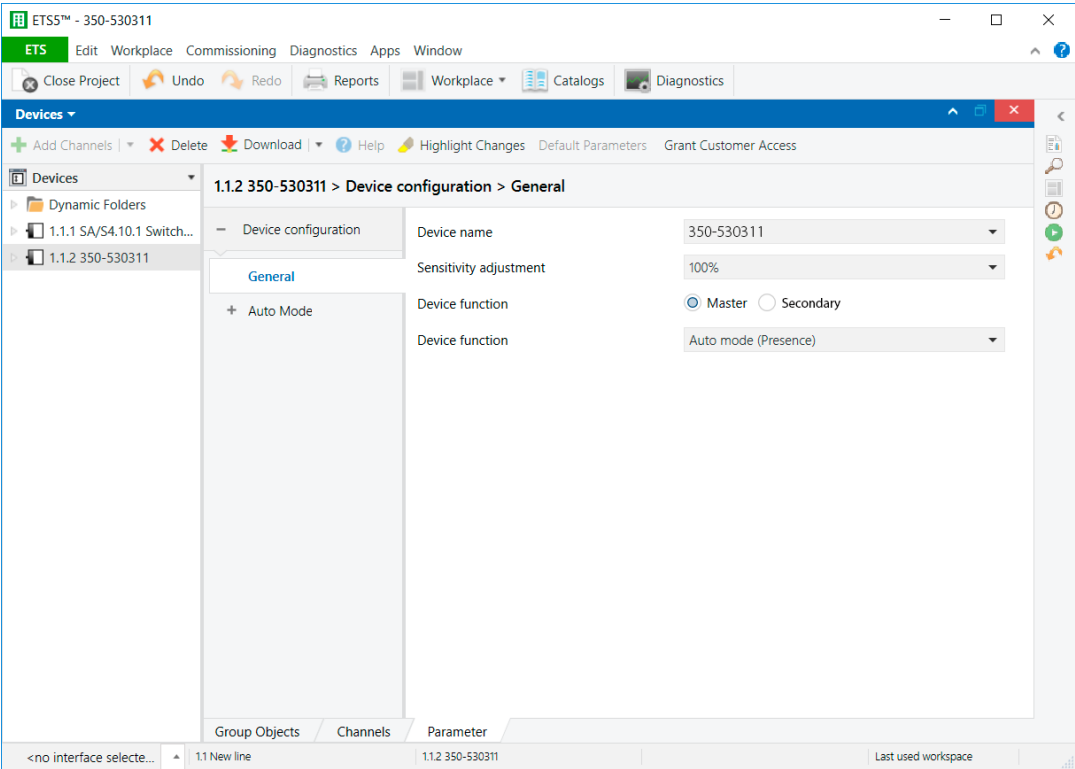 ETS5™ - 350-530311
ETS Edit Workplace Commissioning Diagnostics Apps Window
Close Project Undo Redo Reports Workplace Catalogs Diagnostics
Devices
Add Channels Delete Download Help Highlight Changes Default Parameters Grant Customer Access
Devices
Dynamic Folders
1.1.1 SA/S4.10.1 Switch...
1.1.2 350-530311
1.1.2 350-530311 > Device configuration > General
Device configuration
General
Auto Mode
Device name 350-530311
Sensitivity adjustment 100%
Device function Master Secondary
Device function Auto mode (Presence)
Group Objects Channels Parameter
<no interface selecte... 1.1 New line 1.1.2 350-530311 Last used workspace